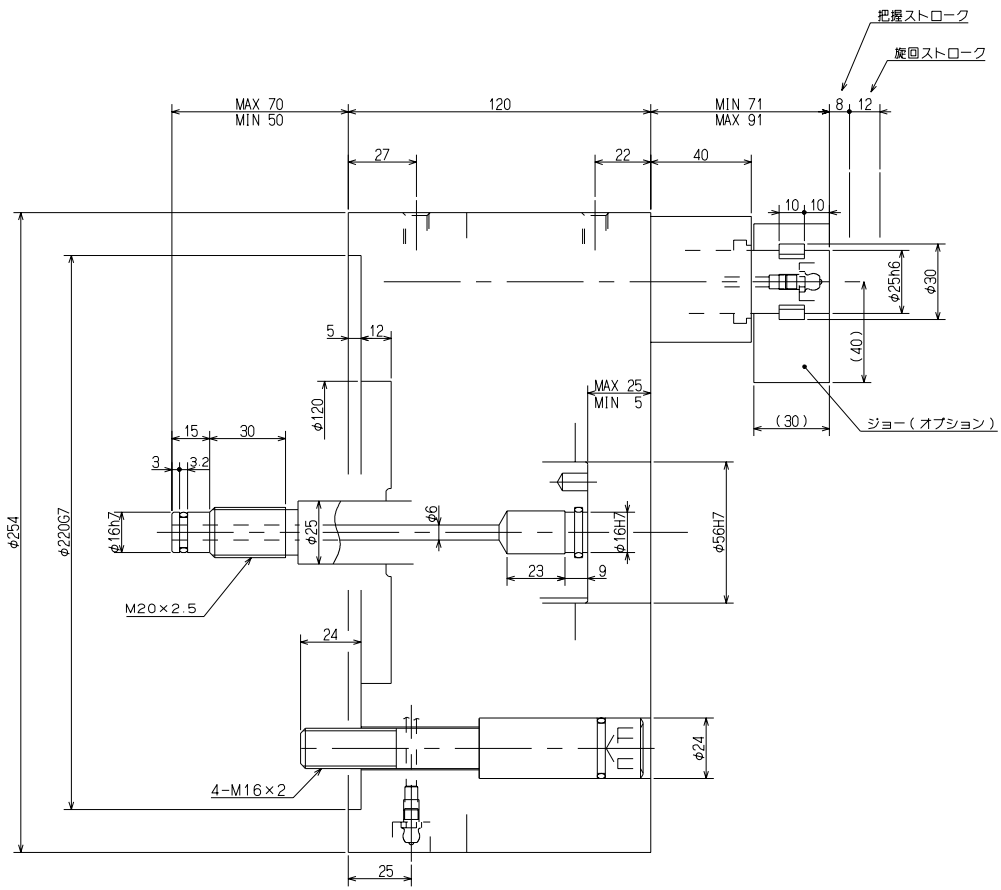 把握ストローク
旋回ストローク
MAX 70
MIN 50
120
MIN 71
MAX 91
8
12
27
22
40
10
10
φ25h6
φ30
5
12
(40)
MAX 25
MIN 5
φ120
(30)
ジョー(オプション)
15
30
3
3.2
φ254
φ220G7
φ16h7
φ25
φ6
φ16H7
φ56H7
23
9
M20×2.5
24
φ24
4-M16×2
25